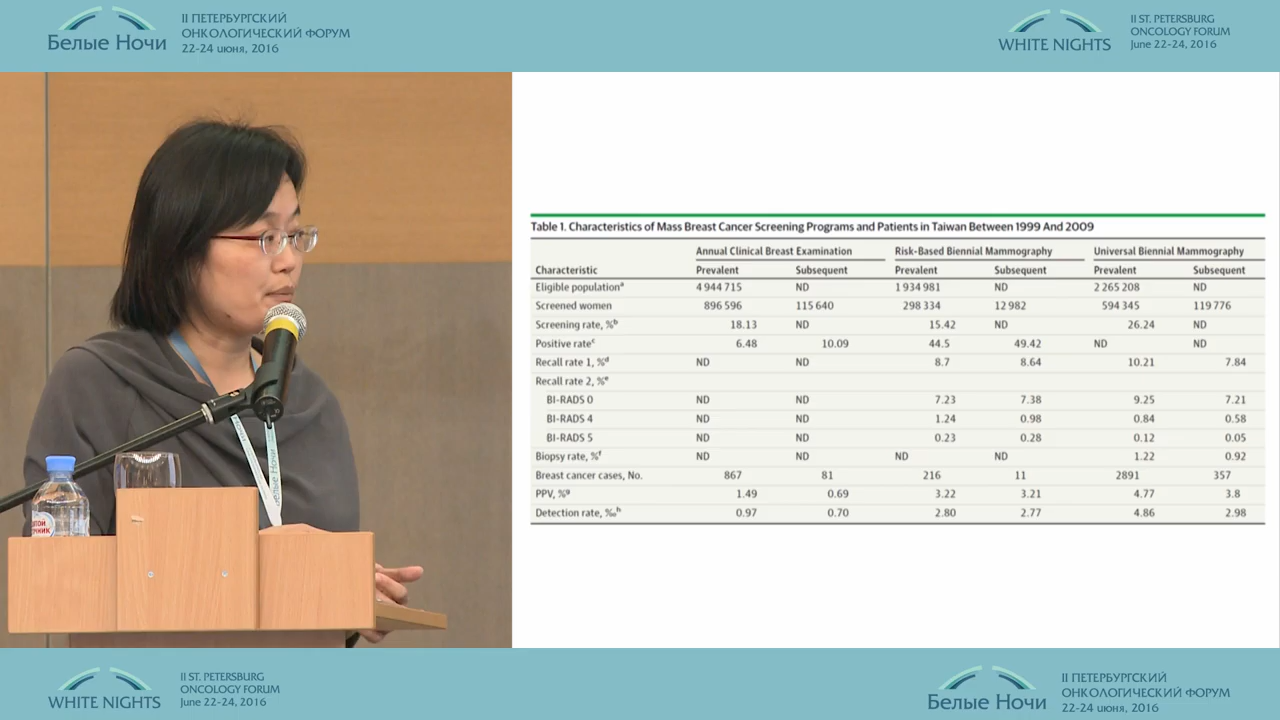 Белые Ночи
II ПЕТЕРБУРГСКИЙ
ОНКОЛОГИЧЕСКИЙ ФОРУМ
22-24 июня, 2016
WHITE NIGHTS
II ST. PETERSBURG
ONCOLOGY FORUM
June 22-24, 2016
Table 1. Characteristics of Mass Breast Cancer Screening Programs and Patients in Taiwan Between 1999 And 2009
Annual Clinical Breast Examination Risk-Based Biennial Mammography Universal Biennial Mammography
Characteristic Prevalent Subsequent Prevalent Subsequent Prevalent Subsequent
Eligible populationᵃ 4 944 715 ND 1 934 981 ND 2 265 208 ND
Screened women 896 596 115 640 298 334 12 982 594 345 119 776
Screening rate, %ᵇ 18.13 ND 15.42 ND 26.24 ND
Positive rateᶜ 6.48 10.09 44.5 49.42 ND ND
Recall rate 1, %ᵈ ND ND 8.7 8.64 10.21 7.84
Recall rate 2, %ᵉ
BI-RADS 0 ND ND 7.23 7.38 9.25 7.21
BI-RADS 4 ND ND 1.24 0.98 0.84 0.58
BI-RADS 5 ND ND 0.23 0.28 0.12 0.05
Biopsy rate, %ᶠ ND ND ND ND 1.22 0.92
Breast cancer cases, No. 867 81 216 11 2891 357
PPV, %ᵍ 1.49 0.69 3.22 3.21 4.77 3.8
Detection rate, ‰ʰ 0.97 0.70 2.80 2.77 4.86 2.98
Белые Ночи
WHITE NIGHTS
II ST. PETERSBURG
ONCOLOGY FORUM
June 22-24, 2016
Белые Ночи
II ПЕТЕРБУРГСКИЙ
ОНКОЛОГИЧЕСКИЙ ФОРУМ
22-24 июня, 2016